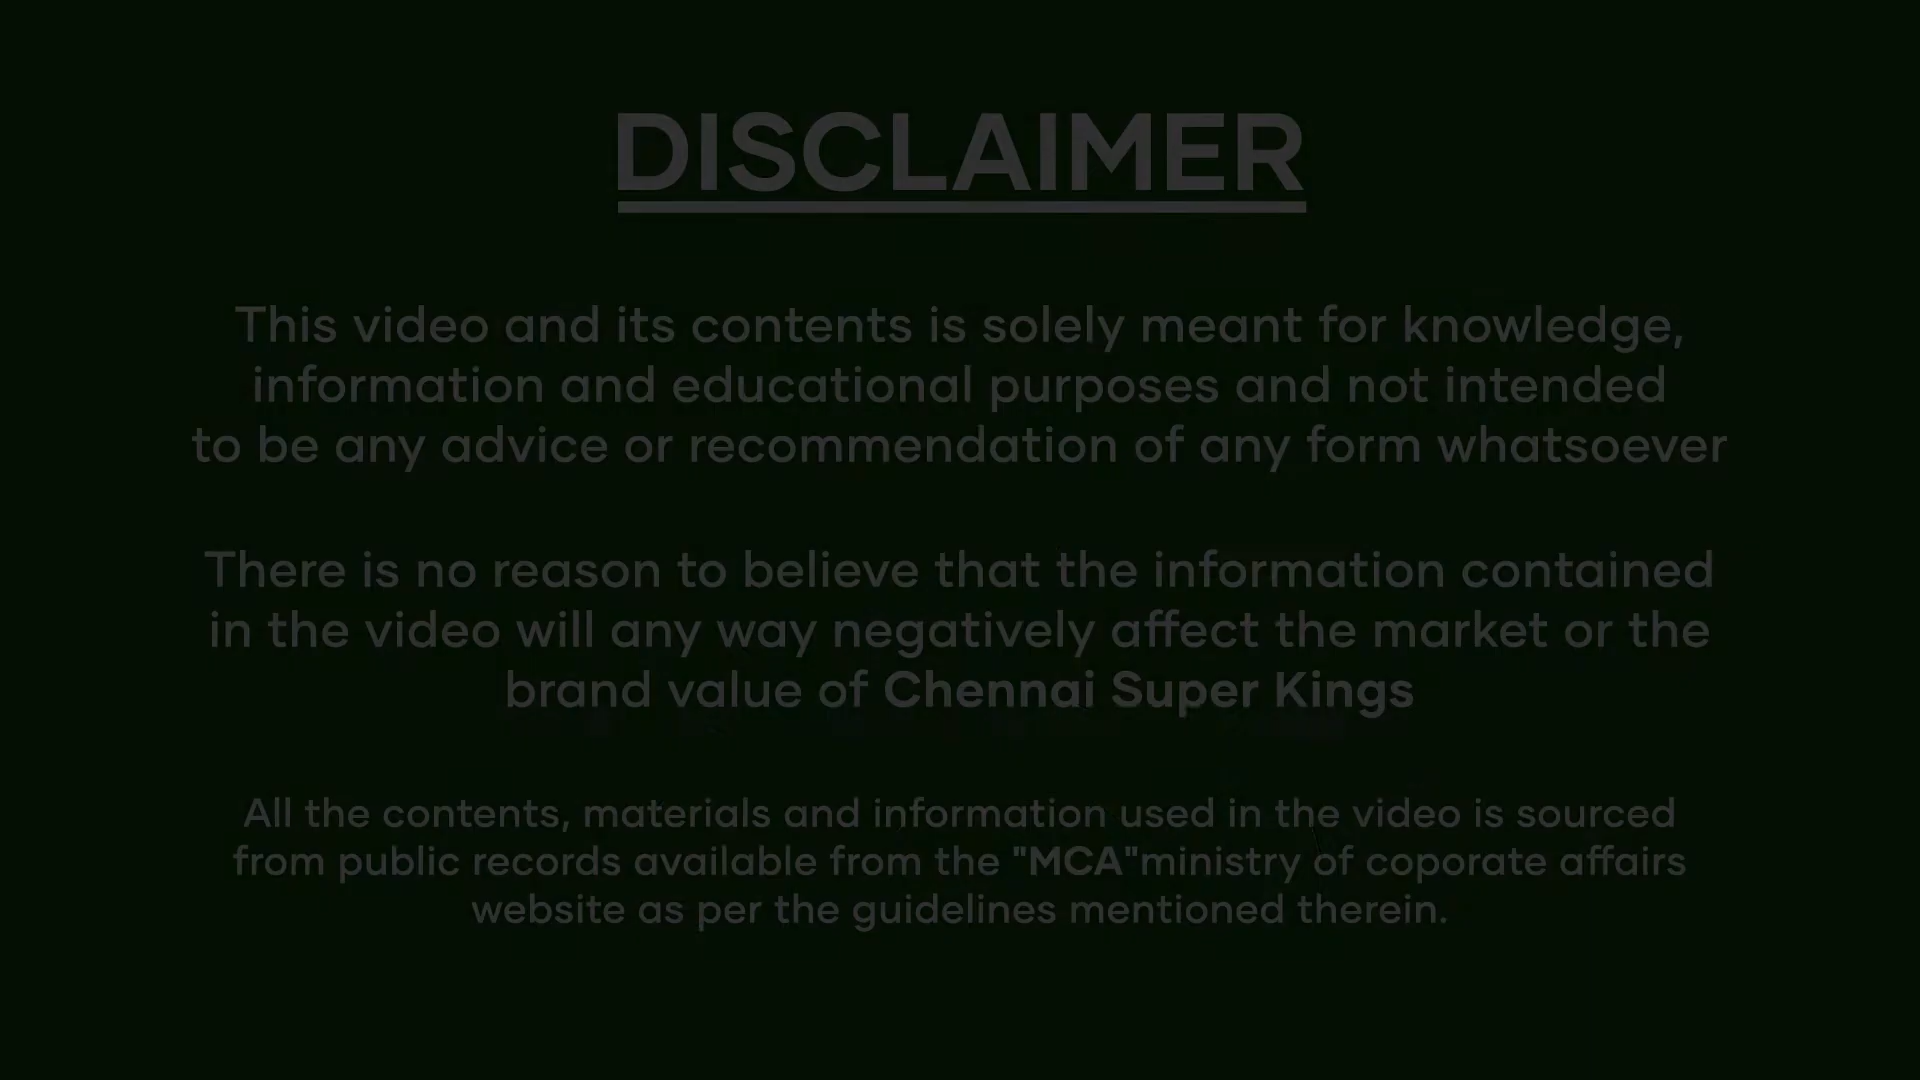 DISCLAIMER
This video and its contents is solely meant for knowledge,
information and educational purposes and not intended
to be any advice or recommendation of any form whatsoever
There is no reason to believe that the information contained
in the video will any way negatively affect the market or the
brand value of Chennai Super Kings
All the contents, materials and information used in the video is sourced
from public records available from the "MCA"ministry of coporate affairs
website as per the guidelines mentioned therein.